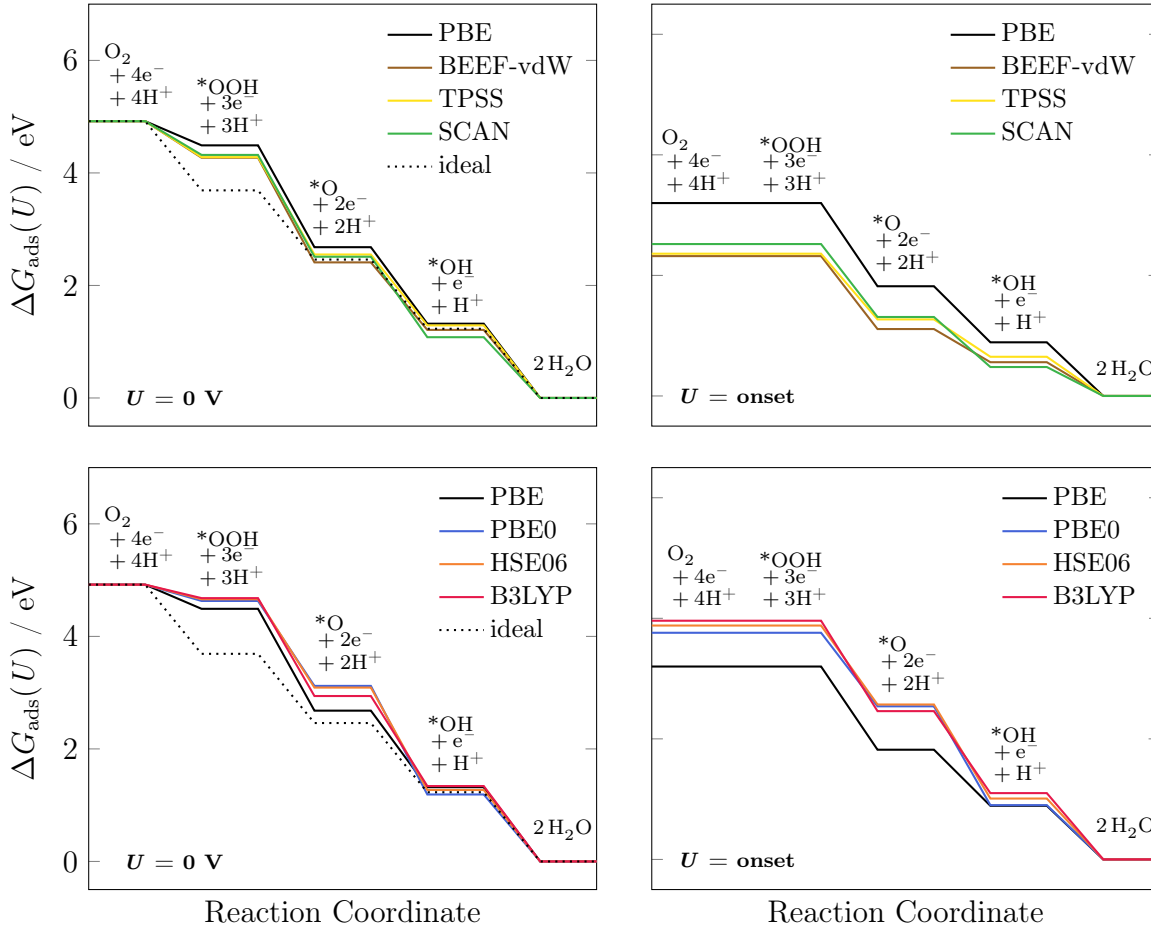 PBE
BEEF-vdW
TPSS
SCAN
ideal
O₂
+ 4e⁻
+ 4H⁺
*OOH
+ 3e⁻
+ 3H⁺
*O
+ 2e⁻
+ 2H⁺
*OH
+ e⁻
+ H⁺
2 H₂O
U = 0 V
6
4
2
0
ΔG_ads(U) / eV
PBE
BEEF-vdW
TPSS
SCAN
O₂
+ 4e⁻
+ 4H⁺
*OOH
+ 3e⁻
+ 3H⁺
*O
+ 2e⁻
+ 2H⁺
*OH
+ e⁻
+ H⁺
2 H₂O
U = onset
PBE
PBE0
HSE06
B3LYP
ideal
O₂
+ 4e⁻
+ 4H⁺
*OOH
+ 3e⁻
+ 3H⁺
*O
+ 2e⁻
+ 2H⁺
*OH
+ e⁻
+ H⁺
2 H₂O
U = 0 V
6
4
2
0
ΔG_ads(U) / eV
Reaction Coordinate
PBE
PBE0
HSE06
B3LYP
O₂
+ 4e⁻
+ 4H⁺
*OOH
+ 3e⁻
+ 3H⁺
*O
+ 2e⁻
+ 2H⁺
*OH
+ e⁻
+ H⁺
2 H₂O
U = onset
Reaction Coordinate